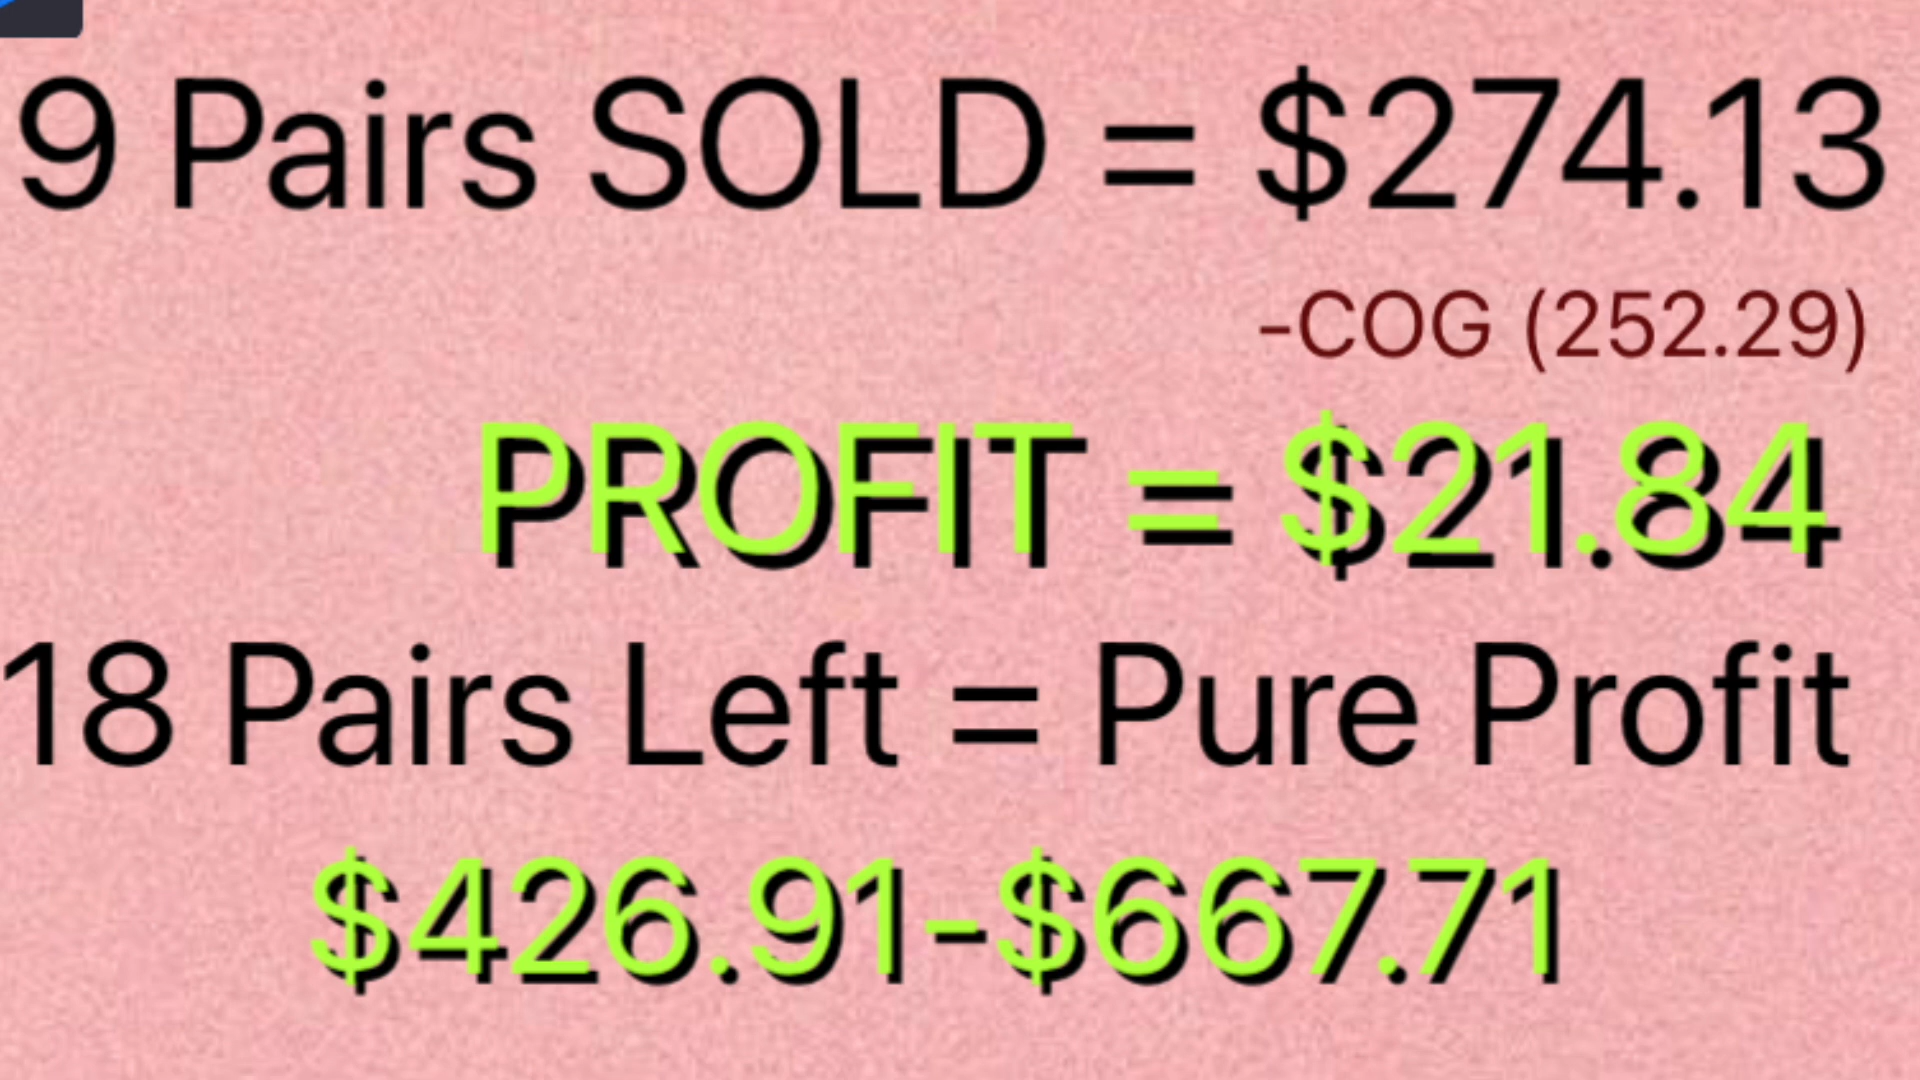 9 Pairs SOLD = $274.13
-COG (252.29)
PROFIT = $21.84
18 Pairs Left = Pure Profit
$426.91-$667.71